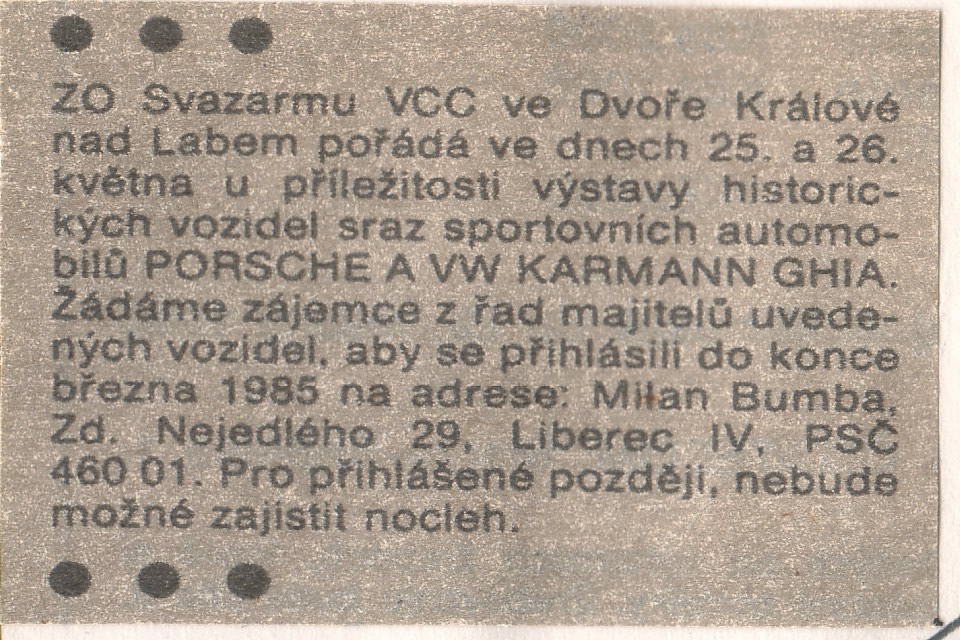 ZO Svazarmu VCC ve Dvoře Králové
nad Labem pořádá ve dnech 25. a 26.
května u příležitosti výstavy historic-
kých vozidel sraz sportovních automo-
bilů PORSCHE A VW KARMANN GHIA.
Žádáme zájemce z řad majitelů uvede-
ných vozidel, aby se přihlásili do konce
března 1985 na adrese: Milan Bumba,
Zd. Nejedlého 29, Liberec IV, PSČ
460 01. Pro přihlášené později, nebude
možné zajistit nocleh.